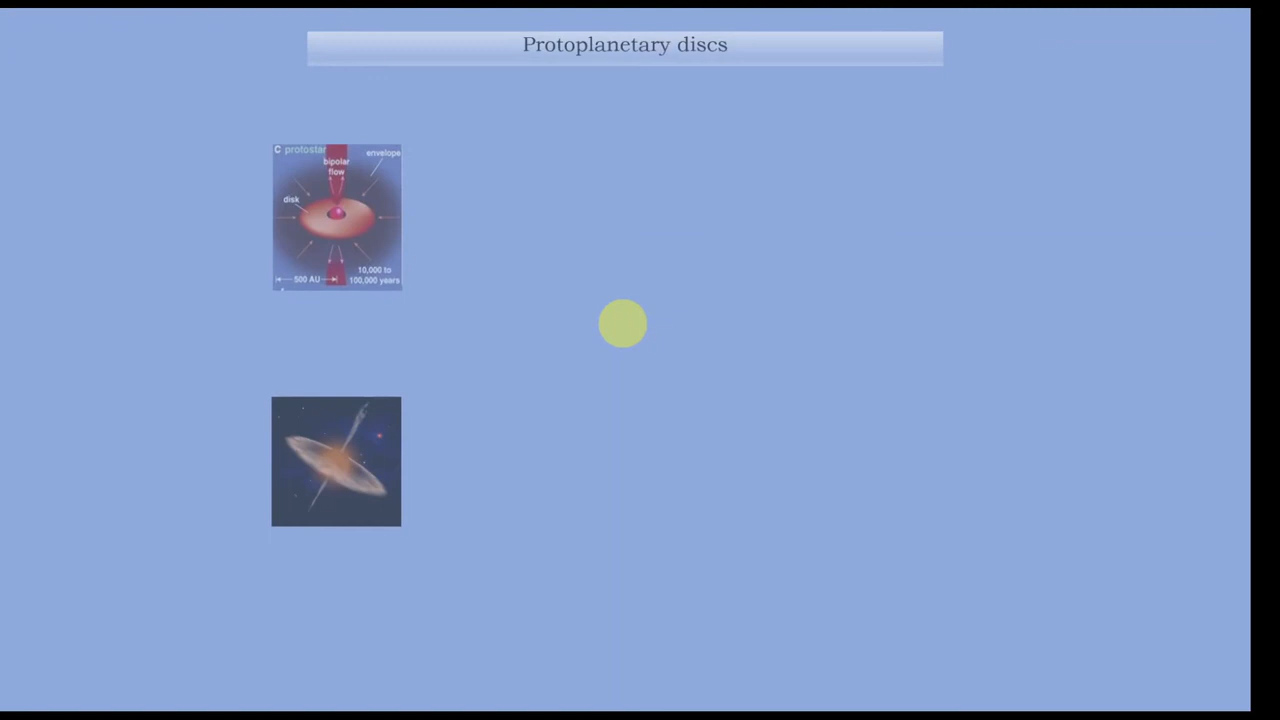 Protoplanetary discs
C protostar
envelope
bipolar
flow
disk
10,000 to
500 AU
100,000 years